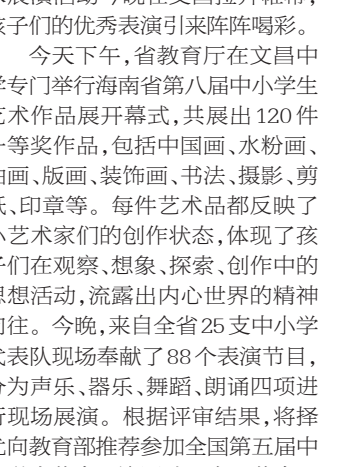 孩子们的优秀表演引来阵阵喝彩。
今天下午,省教育厅在文昌中
学专门举行海南省第八届中小学生
艺术作品展开幕式,共展出120件
一等奖作品,包括中国画、水粉画、
油画、版画、装饰画、书法、摄影、剪
纸、印章等。每件艺术品都反映了
小艺术家们的创作状态,体现了孩
子们在观察、想象、探索、创作中的
思想活动,流露出内心世界的精神
向往。今晚,来自全省25支中小学
代表队现场奉献了88个表演节目,
分为声乐、器乐、舞蹈、朗诵四项进
行现场展演。根据评审结果,将择
优向教育部推荐参加全国第五届中